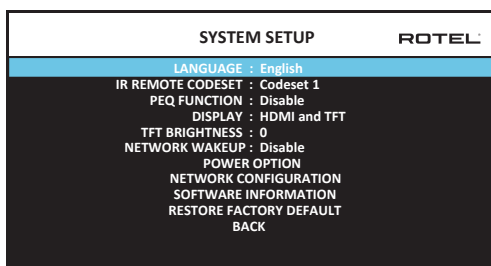 SYSTEM SETUP ROTEL
LANGUAGE : English
IR REMOTE CODESET : Codeset 1
PEQ FUNCTION : Disable
DISPLAY : HDMI and TFT
TFT BRIGHTNESS : 0
NETWORK WAKEUP : Disable
POWER OPTION
NETWORK CONFIGURATION
SOFTWARE INFORMATION
RESTORE FACTORY DEFAULT
BACK